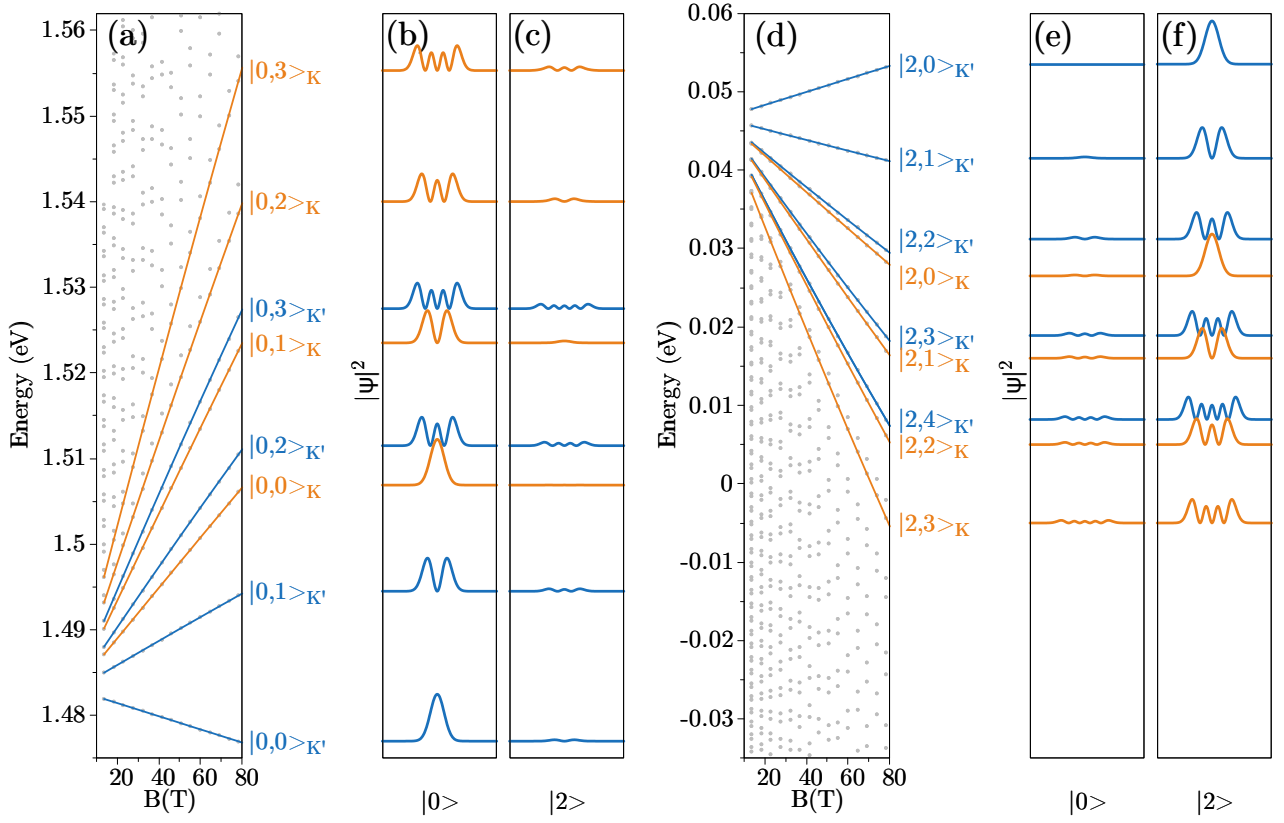 (a)
Energy (eV)
1.56
1.55
1.54
1.53
1.52
1.51
1.5
1.49
1.48
20 40 60 80
B(T)
|0,3>K
|0,2>K
|0,3>K'
|0,1>K
|0,2>K'
|0,0>K
|0,1>K'
|0,0>K'
(b)
|ψ|²
|0>
(c)
|2>
(d)
Energy (eV)
0.06
0.05
0.04
0.03
0.02
0.01
0
-0.01
-0.02
-0.03
20 40 60 80
B(T)
|2,0>K'
|2,1>K'
|2,2>K'
|2,0>K
|2,3>K'
|2,1>K
|2,4>K'
|2,2>K
|2,3>K
(e)
|ψ|²
|0>
(f)
|2>